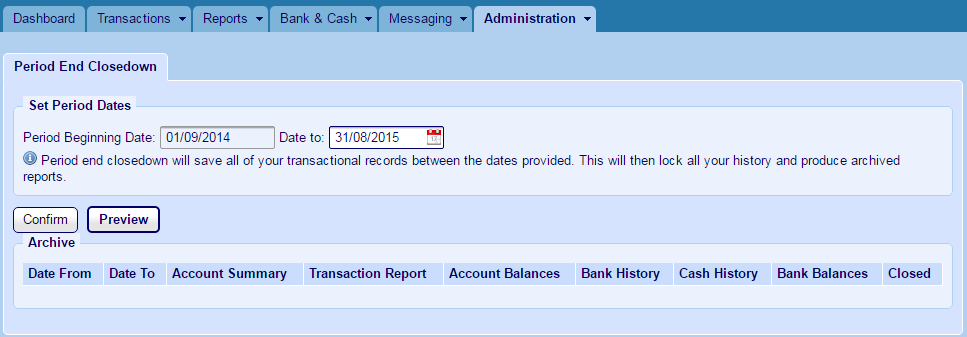 Dashboard Transactions Reports Bank & Cash Messaging Administration
Period End Closedown
Set Period Dates
Period Beginning Date: 01/09/2014 Date to: 31/08/2015
Period end closedown will save all of your transactional records between the dates provided. This will then lock all your history and produce archived
reports.
Confirm Preview
Archive
Date From Date To Account Summary Transaction Report Account Balances Bank History Cash History Bank Balances Closed